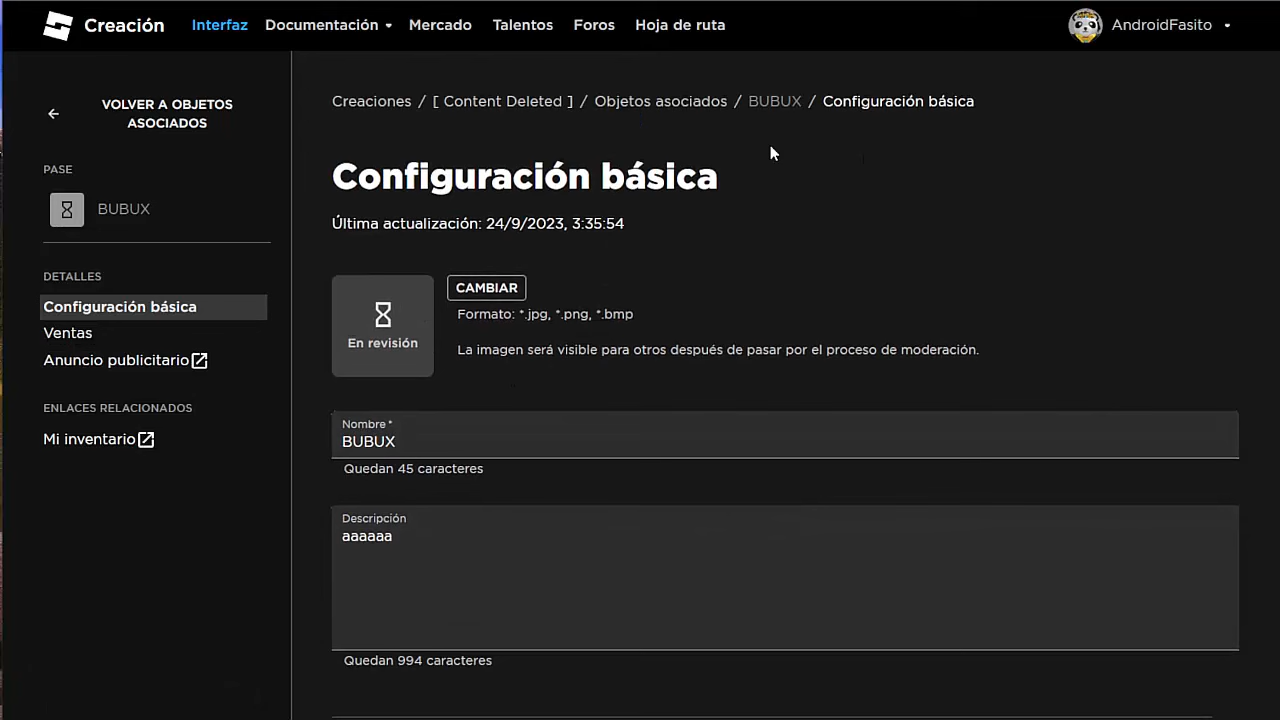 Creación
Interfaz
Documentación
Mercado
Talentos
Foros
Hoja de ruta
AndroidFasito
VOLVER A OBJETOS
ASOCIADOS
PASE
BUBUX
DETALLES
Configuración básica
Ventas
Anuncio publicitario
ENLACES RELACIONADOS
Mi inventario
Creaciones / [ Content Deleted ] / Objetos asociados / BUBUX / Configuración básica
Configuración básica
Última actualización: 24/9/2023, 3:35:54
En revisión
CAMBIAR
Formato: *.jpg, *.png, *.bmp
La imagen será visible para otros después de pasar por el proceso de moderación.
Nombre*
BUBUX
Quedan 45 caracteres
Descripción
aaaaaa
Quedan 994 caracteres